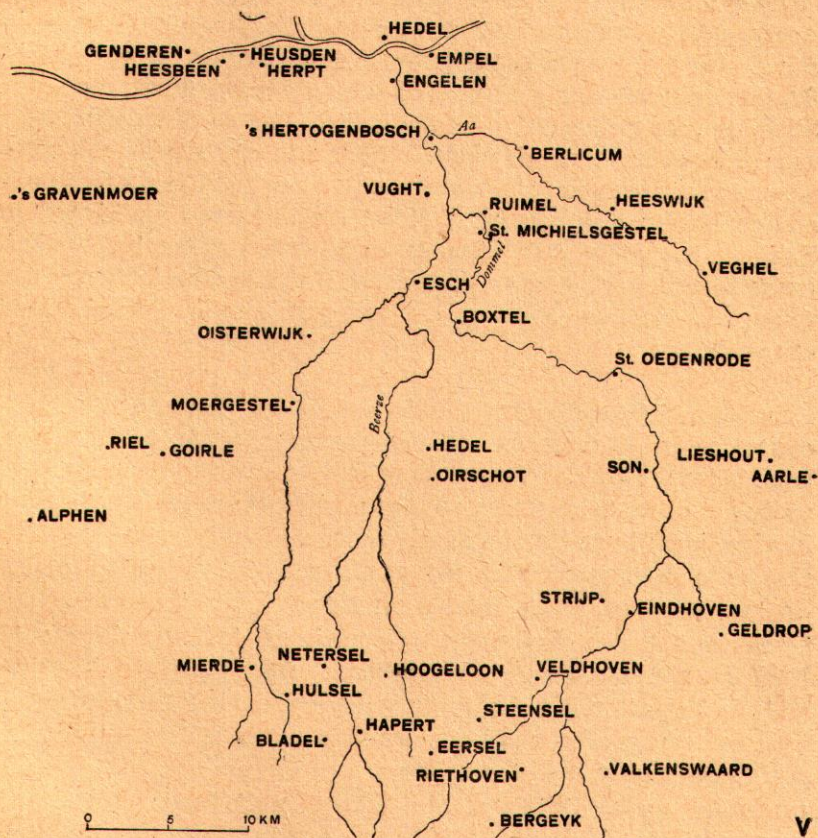 HEDEL
GENDEREN
HEUSDEN
EMPEL
HEESBEEN
HERPT
ENGELEN
's HERTOGENBOSCH
Aa
BERLICUM
's GRAVENMOER
VUGHT
RUIMEL
HEESWIJK
St. MICHIELSGESTEL
Dommel
VEGHEL
ESCH
BOXTEL
OISTERWIJK
St. OEDENRODE
MOERGESTEL
Beerze
RIEL
GOIRLE
HEDEL
OIRSCHOT
SON
LIESHOUT
AARLE
ALPHEN
STRIJP
EINDHOVEN
GELDROP
MIERDE
NETERSEL
HOOGELOON
VELDHOVEN
HULSEL
STEENSEL
BLADEL
HAPERT
EERSEL
RIETHOVEN
VALKENSWAARD
BERGEYK
0 5 10 KM
V